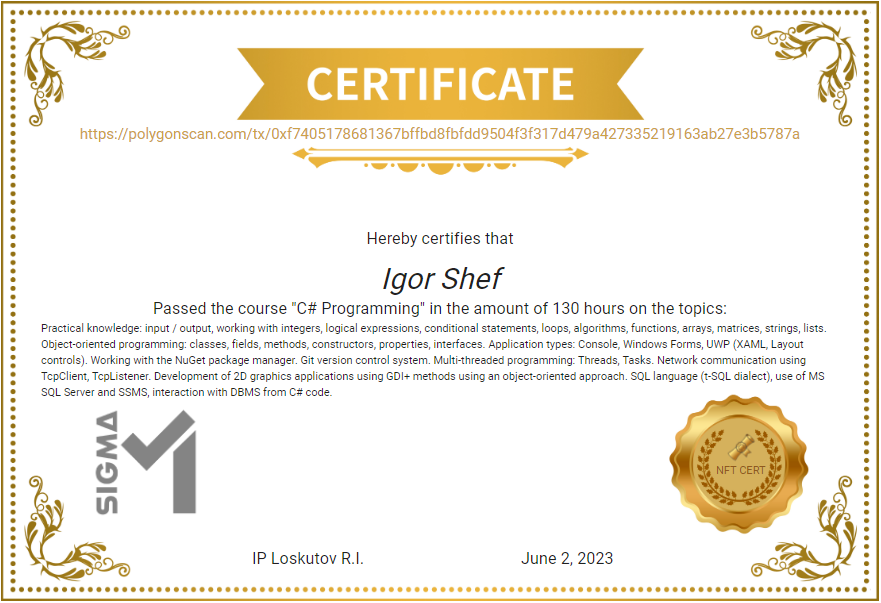 CERTIFICATE
https://polygonscan.com/tx/0xf7405178681367bffbd8fbfdd9504f3f317d479a427335219163ab27e3b5787a
Hereby certifies that
Igor Shef
Passed the course "C# Programming" in the amount of 130 hours on the topics:
Practical knowledge: input / output, working with integers, logical expressions, conditional statements, loops, algorithms, functions, arrays, matrices, strings, lists.
Object-oriented programming: classes, fields, methods, constructors, properties, interfaces. Application types: Console, Windows Forms, UWP (XAML, Layout
controls). Working with the NuGet package manager. Git version control system. Multi-threaded programming: Threads, Tasks. Network communication using
TcpClient, TcpListener. Development of 2D graphics applications using GDI+ methods using an object-oriented approach. SQL language (t-SQL dialect), use of MS
SQL Server and SSMS, interaction with DBMS from C# code.
SIGMA
NFT CERT
IP Loskutov R.I.
June 2, 2023